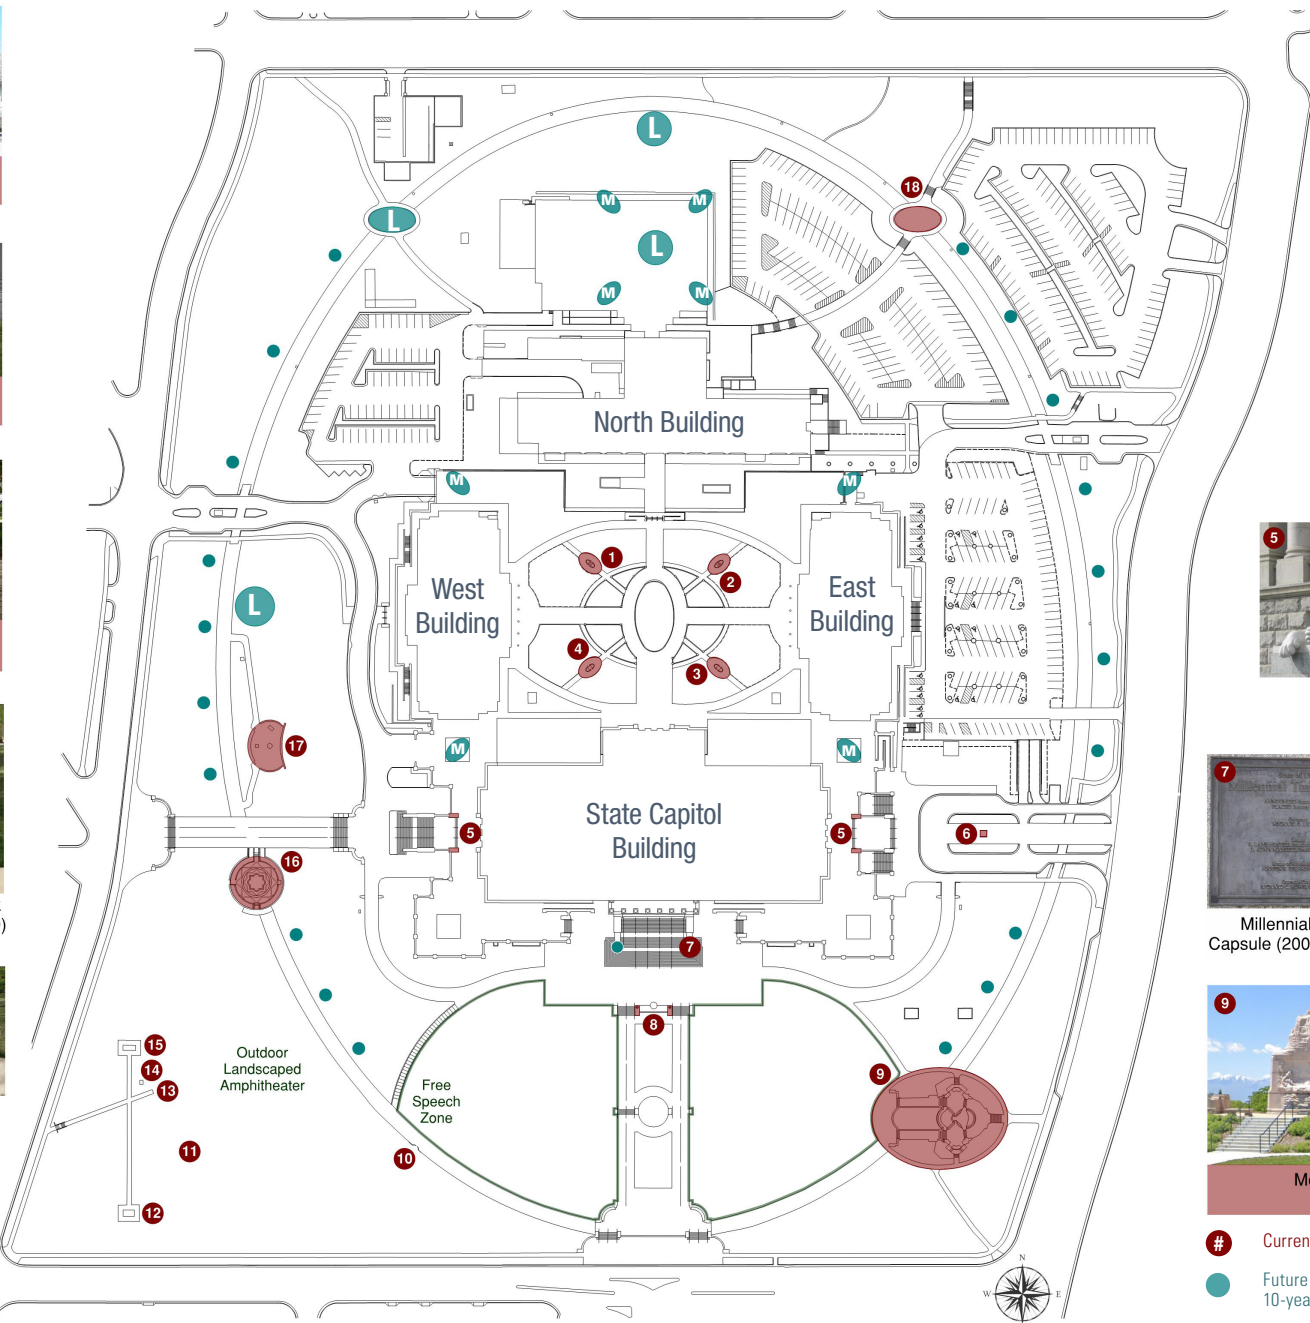 L
18
M
M
L
L
M
M
North Building
M
M
1
2
West
Building
East
Building
L
4
3
5
17
M
M
7
State Capitol
Building
5
5
6
16
)
7
Millennial
Capsule (200
8
9
15
14
13
Outdoor
Landscaped
Amphitheater
Free
Speech
Zone
9
11
10
12
M
# Curren
Future
10-yea
N
W
E